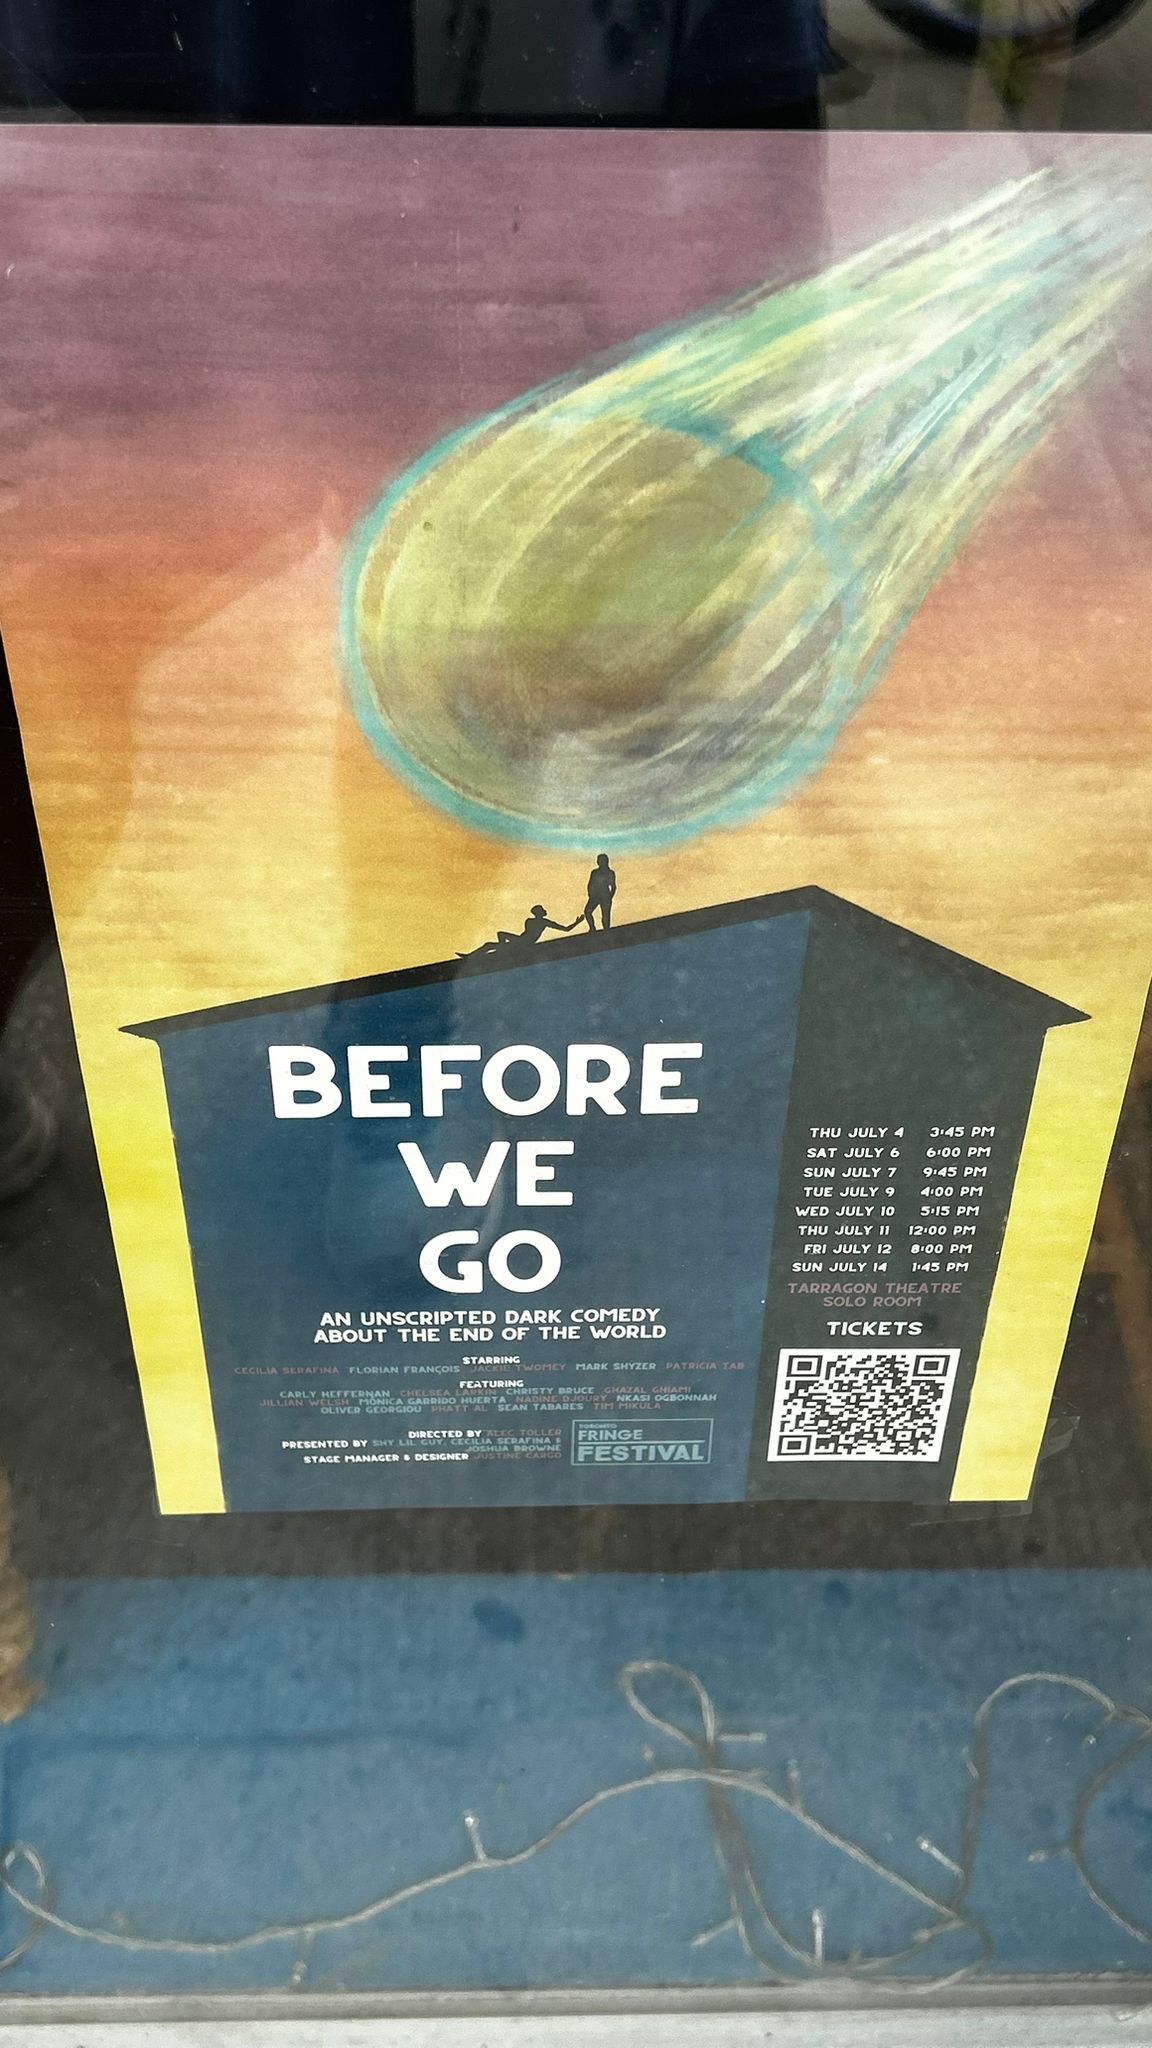 BEFORE
WE
GO
AN UNSCRIPTED DARK COMEDY
ABOUT THE END OF THE WORLD
STARRING
CECILIA SERAFINA FLORIAN FRANÇOIS JACKIE TWOMEY MARK SHYZER PATRICIA TAB
FEATURING
CARLY HEFFERNAN CHELSEA LARKIN CHRISTY BRUCE GHAZAL GHIAMI
JILLIAN WELSH MÓNICA GARRIDO HUERTA NADINE DJOURY NKASI OGBONNAH
OLIVER GEORGIOU PHATT AL SEAN TABARES TIM MIKULA
DIRECTED BY ALEC TOLLER
PRESENTED BY SHY LIL GUY, CECILIA SERAFINA &
JOSHUA BROWNE
STAGE MANAGER & DESIGNER JUSTINE CARGO
TORONTO
FRINGE
FESTIVAL
THU JULY 4 3:45 PM
SAT JULY 6 6:00 PM
SUN JULY 7 9:45 PM
TUE JULY 9 4:00 PM
WED JULY 10 5:15 PM
THU JULY 11 12:00 PM
FRI JULY 12 8:00 PM
SUN JULY 14 1:45 PM
TARRAGON THEATRE
SOLO ROOM
TICKETS